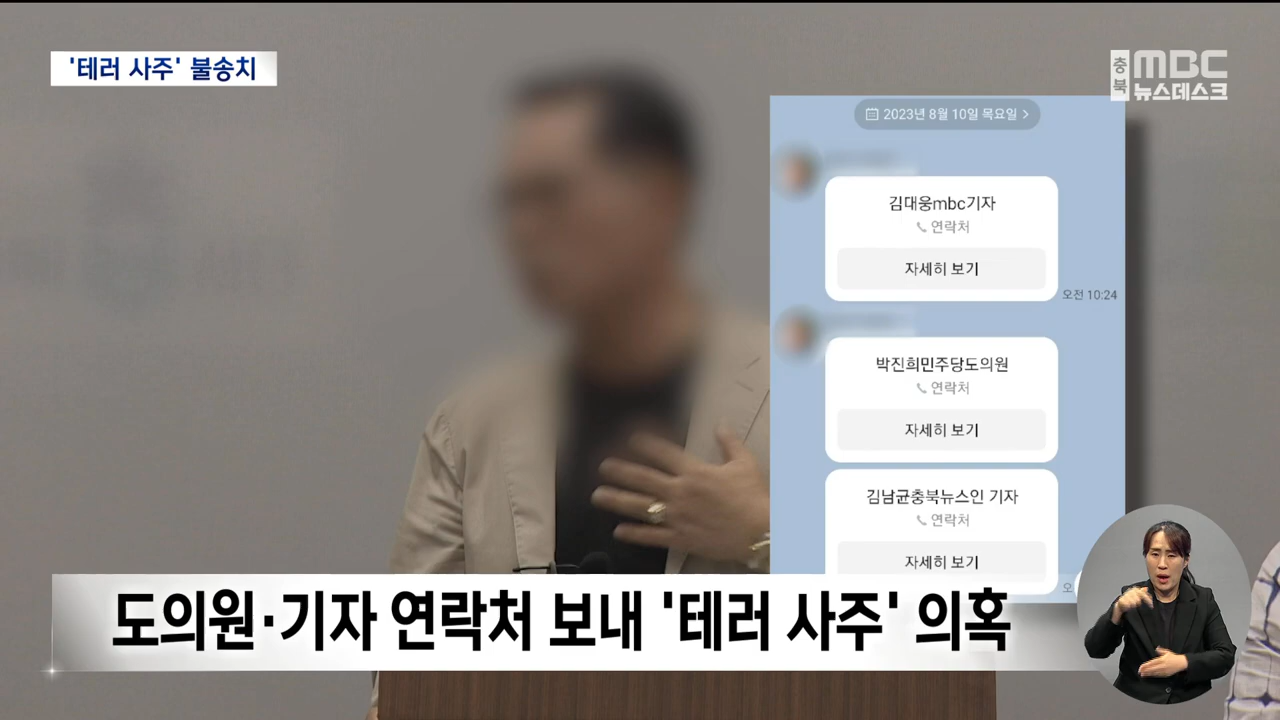 '테러 사주' 불송치
충북
MBC
뉴스데스크
2023년 8월 10일 목요일 >
김대웅mbc기자
연락처
자세히 보기
오전 10:24
박진희민주당도의원
연락처
자세히 보기
김남균충북뉴스인 기자
연락처
자세히 보기
오
도의원·기자 연락처 보내 '테러 사주' 의혹